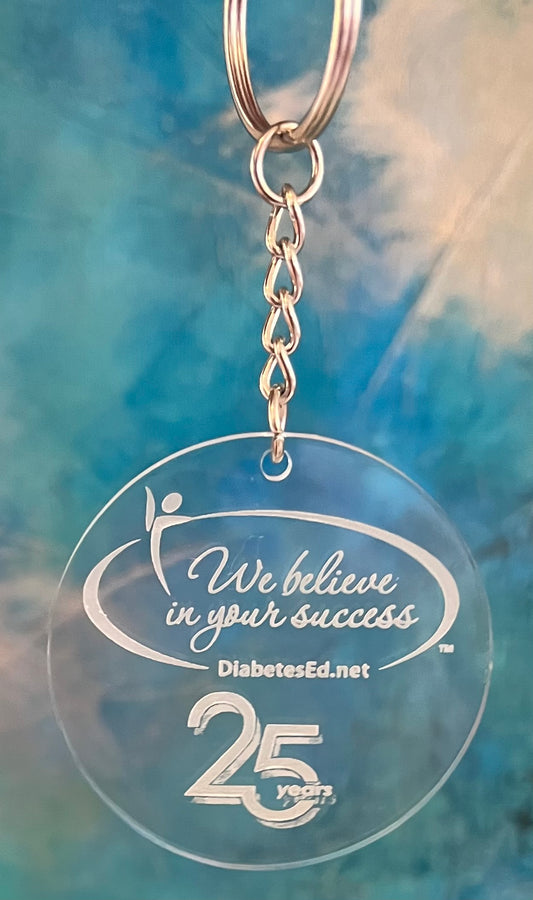 We believe
in your success
™
DiabetesEd.net
25
years